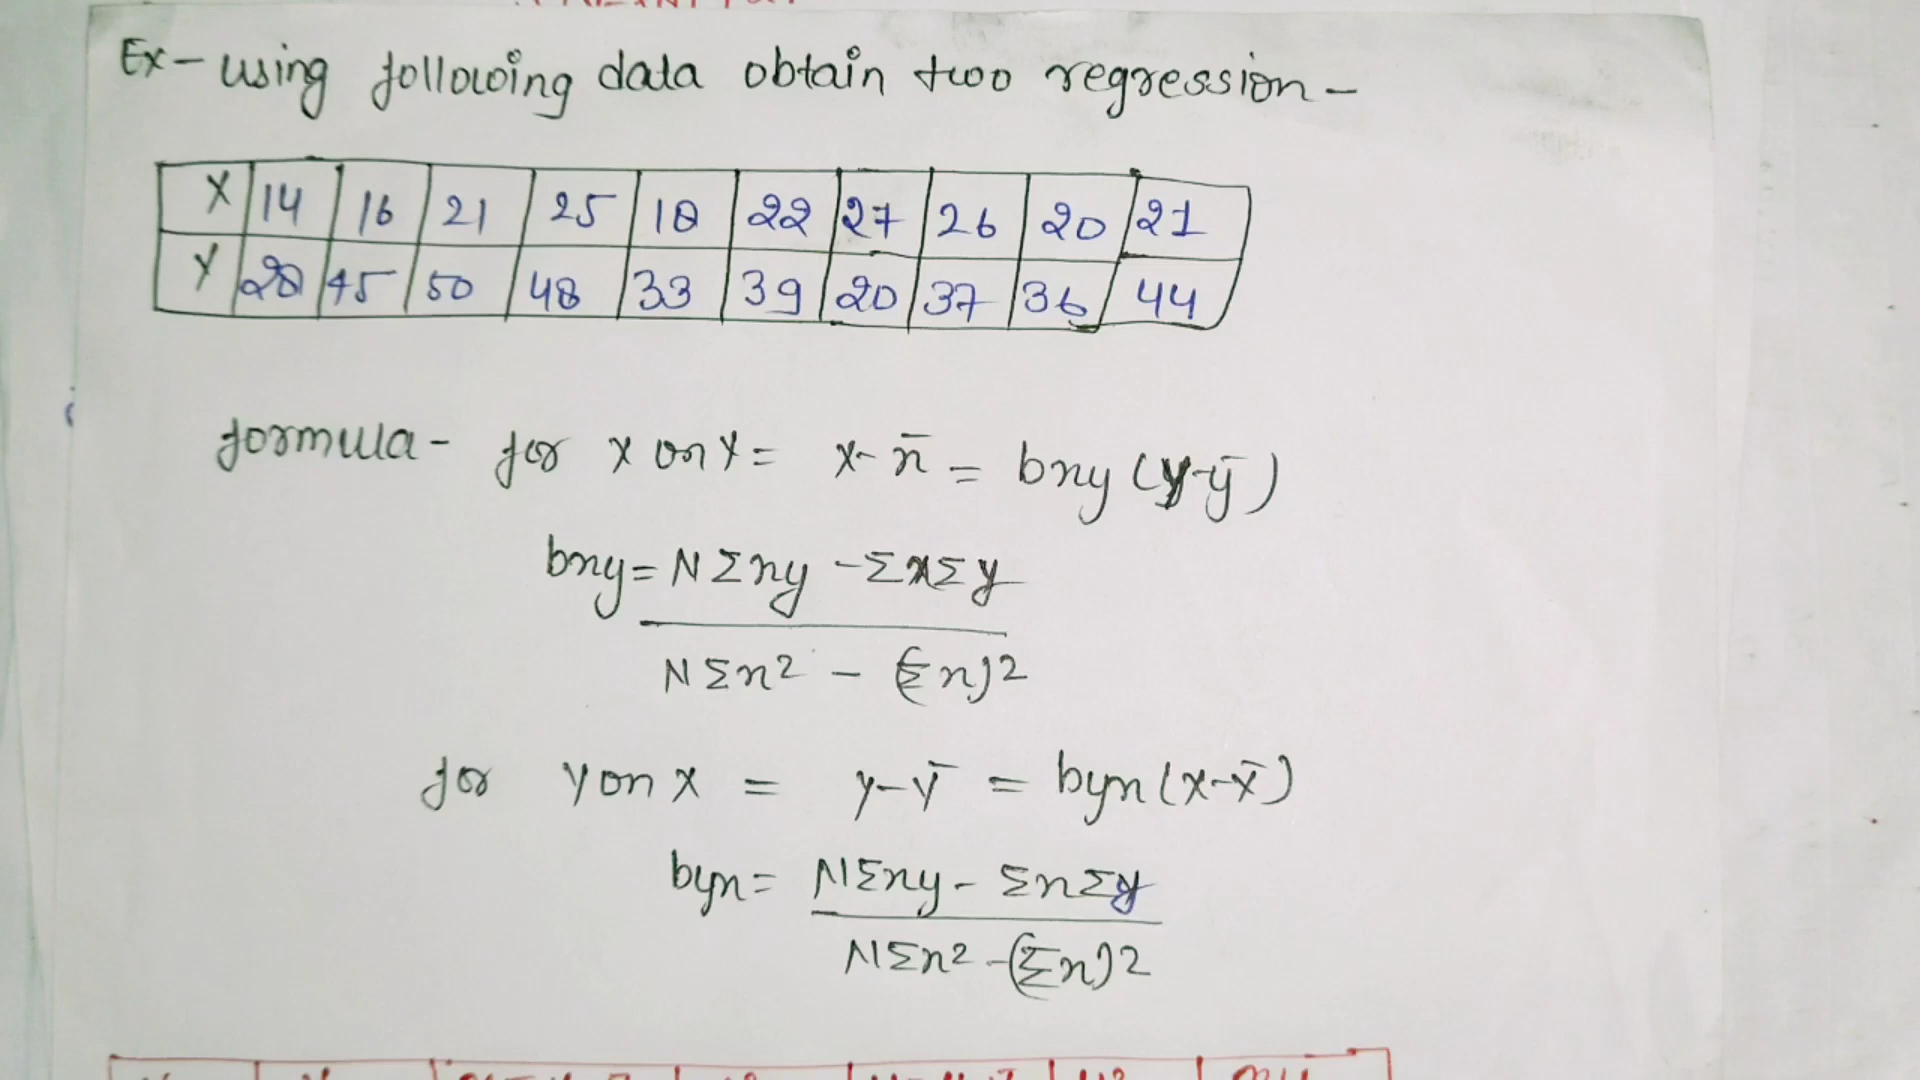 Ex- using following data obtain two regression -
X 14 16 21 25 18 22 27 26 20 21
Y 28 45 50 48 33 39 20 37 36 44
formula- for X on Y = X- x̄ = bxy (Y-ȳ)
bxy = NΣxy - ΣxΣy
NΣx² - (Σx)²
for Y on X = Y-Ȳ = byx (X-X̄)
byx = NΣxy - ΣxΣy
NΣx² - (Σx)²